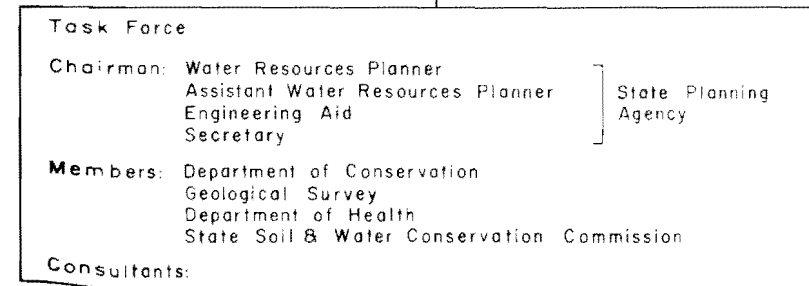 Task Force
Chairman: Water Resources Planner
Assistant Water Resources Planner
Engineering Aid
Secretary
State Planning
Agency
Members: Department of Conservation
Geological Survey
Department of Health
State Soil & Water Conservation Commission
Consultants: